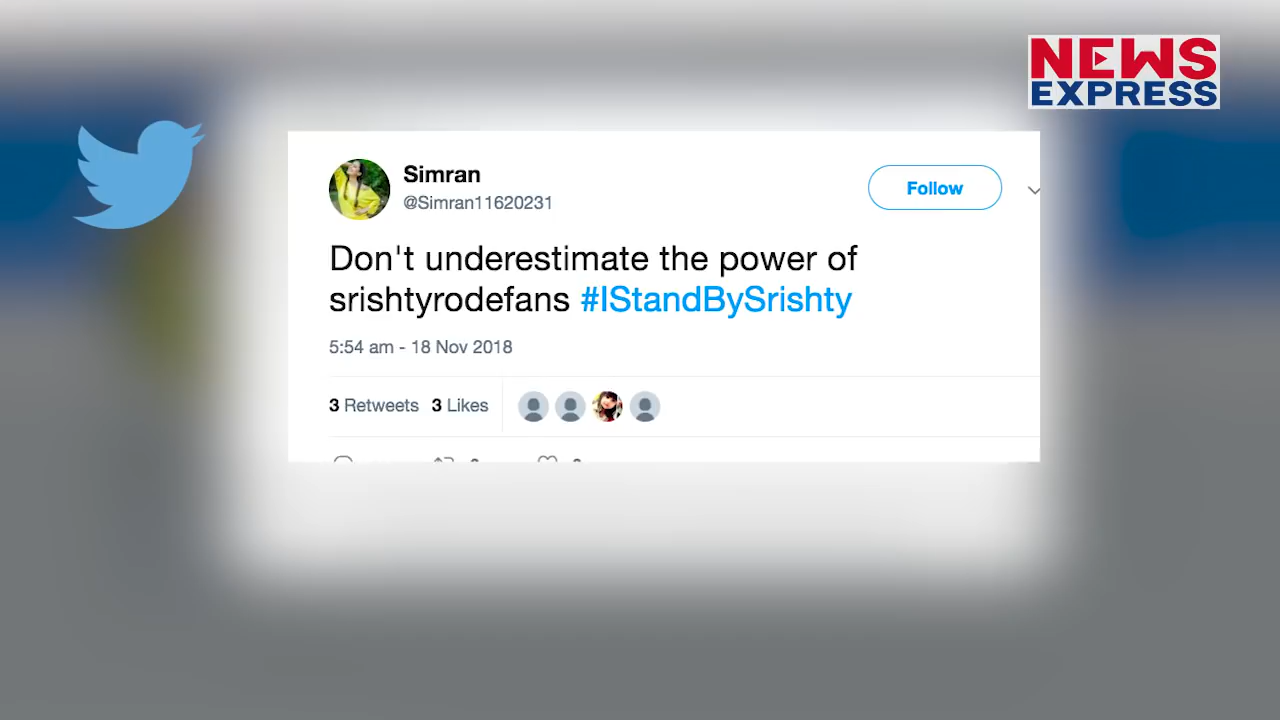 NEWS
EXPRESS
Simran
@Simran11620231
Follow
Don't underestimate the power of
srishtyrodefans #IStandBySrishty
5:54 am - 18 Nov 2018
3 Retweets 3 Likes